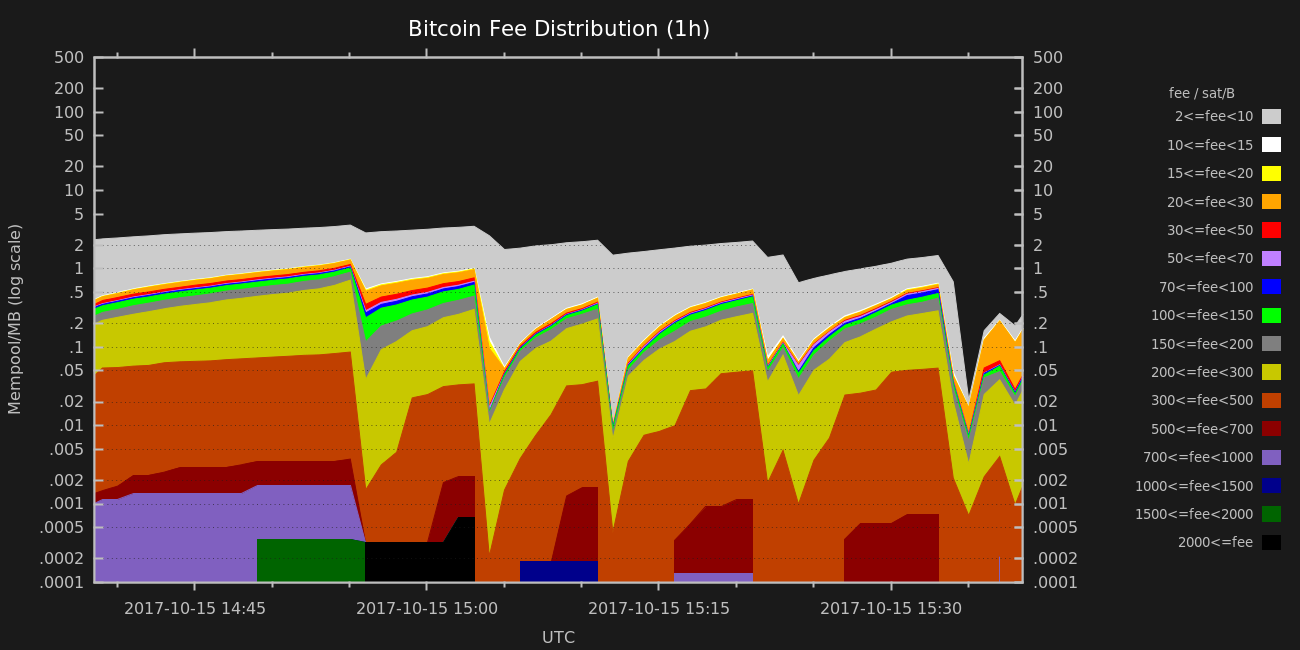 Bitcoin Fee Distribution (1h)
500 500
200 200
100 100
50 50
20 20
10 10
5 5
2 2
1 1
.5 .5
.2 .2
.1 .1
.05 .05
.02 .02
.01 .01
.005 .005
.002 .002
.001 .001
.0005 .0005
.0002 .0002
.0001 .0001
Mempool/MB (log scale)
2017-10-15 14:45 2017-10-15 15:00 2017-10-15 15:15 2017-10-15 15:30
UTC
fee / sat/B
2<=fee<10
10<=fee<15
15<=fee<20
20<=fee<30
30<=fee<50
50<=fee<70
70<=fee<100
100<=fee<150
150<=fee<200
200<=fee<300
300<=fee<500
500<=fee<700
700<=fee<1000
1000<=fee<1500
1500<=fee<2000
2000<=fee